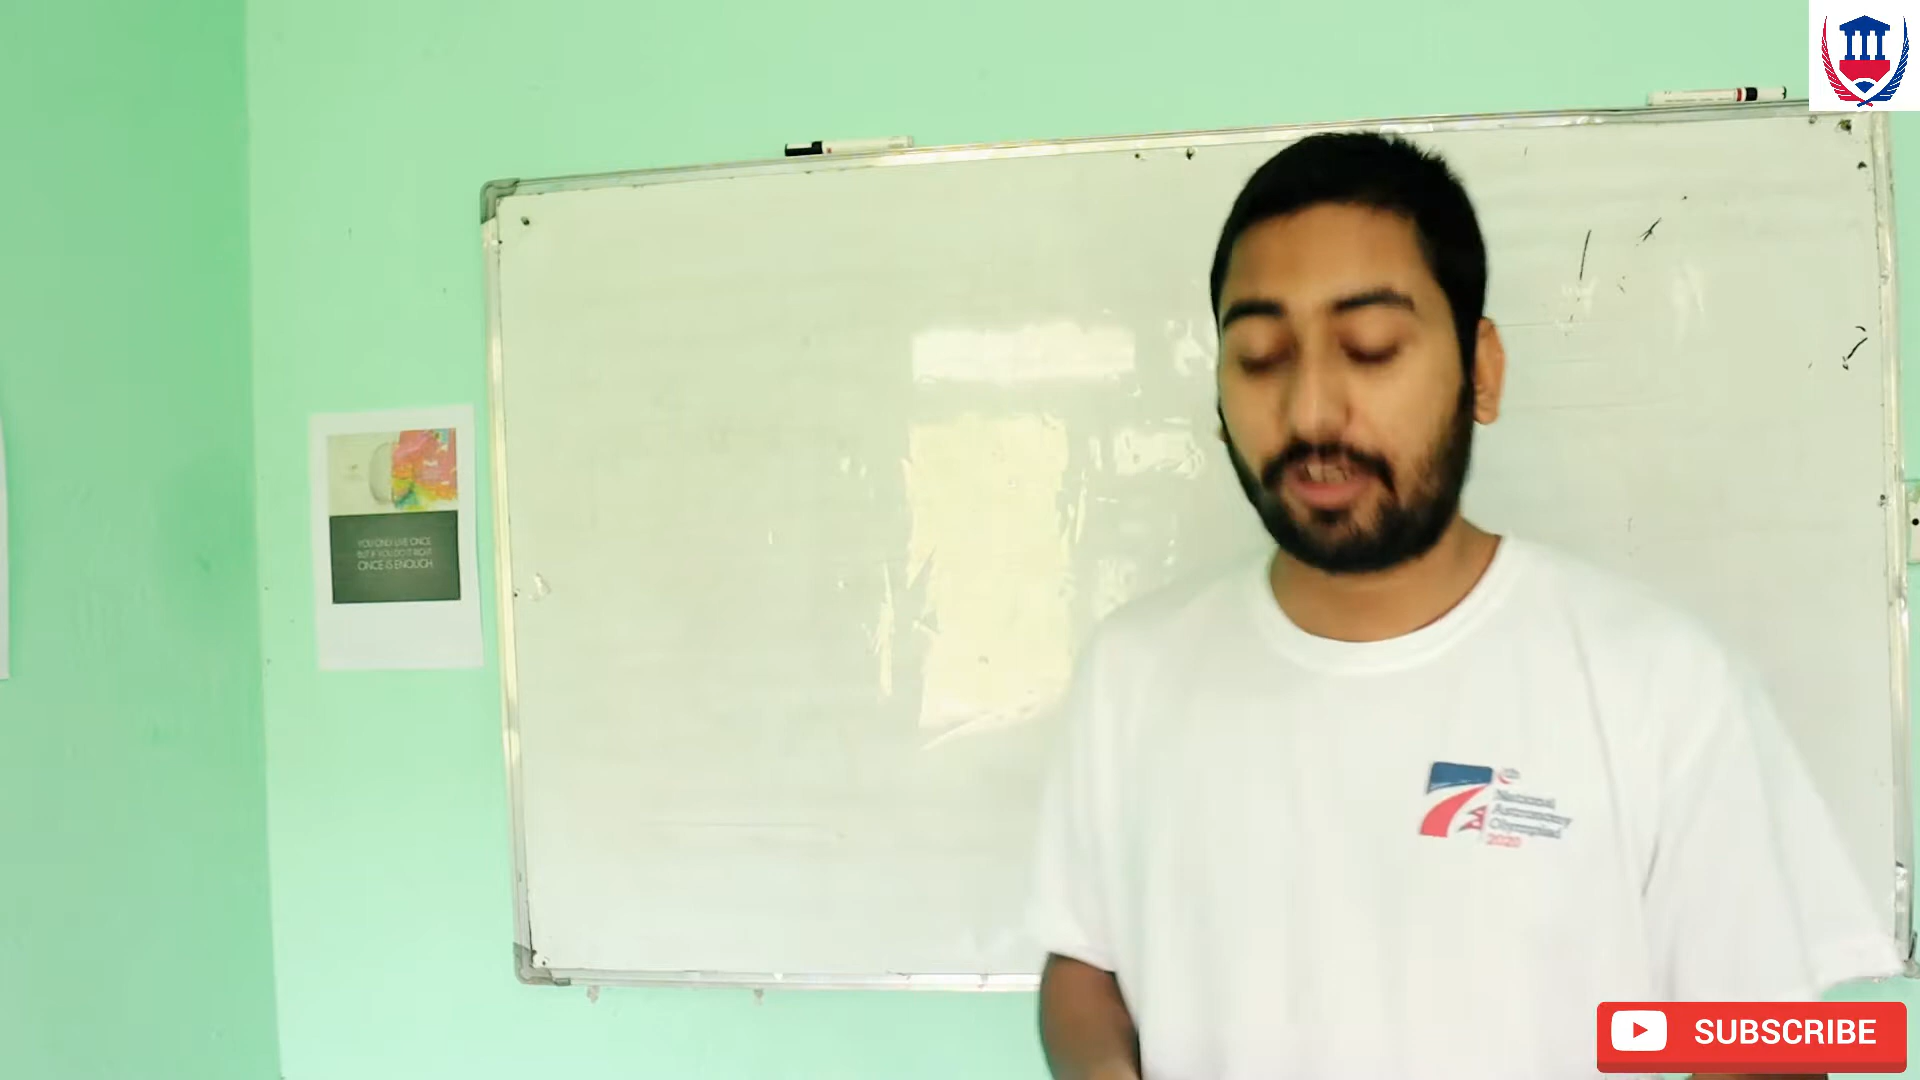 YOU ONLY LIVE ONCE
BUT IF YOU DO IT RIGHT
ONCE IS ENOUGH
National
Astronomy
Olympiad
2020
SUBSCRIBE